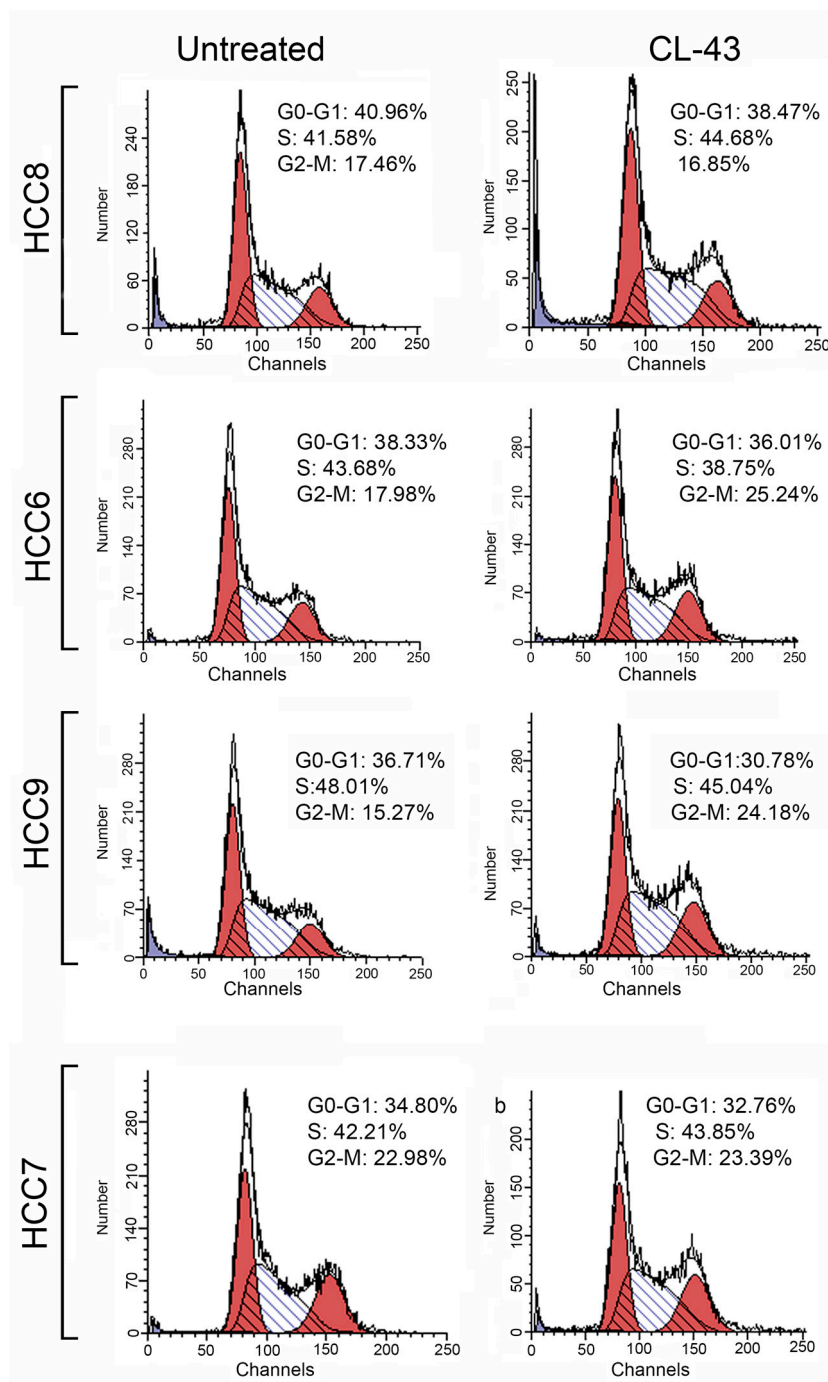 Untreated
CL-43
HCC8
G0-G1: 40.96%
S: 41.58%
G2-M: 17.46%
Number
240
180
120
60
0
0 50 100 150 200 250
Channels
G0-G1: 38.47%
S: 44.68%
16.85%
Number
250
200
150
100
50
0
0 50 100 150 200 250
Channels
HCC6
G0-G1: 38.33%
S: 43.68%
G2-M: 17.98%
Number
280
210
140
70
0
0 50 100 150 200 250
Channels
G0-G1: 36.01%
S: 38.75%
G2-M: 25.24%
Number
280
210
140
70
0
0 50 100 150 200 250
Channels
HCC9
G0-G1: 36.71%
S:48.01%
G2-M: 15.27%
Number
280
210
140
70
0
0 50 100 150 200 250
Channels
G0-G1:30.78%
S: 45.04%
G2-M: 24.18%
Number
280
210
140
70
0
0 50 100 150 200 250
Channels
HCC7
G0-G1: 34.80%
S: 42.21%
G2-M: 22.98%
Number
280
210
140
70
0
0 50 100 150 200 250
Channels
b
G0-G1: 32.76%
S: 43.85%
G2-M: 23.39%
Number
200
150
100
50
0
0 50 100 150 200 250
Channels